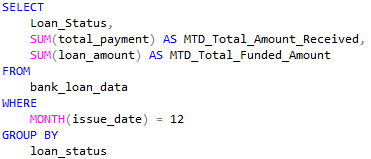 SELECT
Loan_Status,
SUM(total_payment) AS MTD_Total_Amount_Received,
SUM(loan_amount) AS MTD_Total_Funded_Amount
FROM
bank_loan_data
WHERE
MONTH(issue_date) = 12
GROUP BY
loan_status